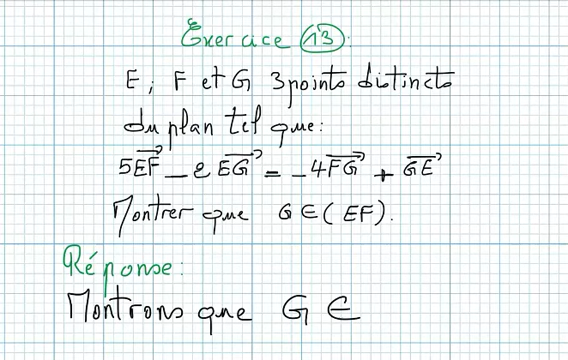 Exercice 13:
E, F et G 3 points distincts
du plan tel que:
5EF⃗ - 2EG⃗ = -4FG⃗ + GE⃗
Montrer que G ∈ (EF).
Réponse:
Montrons que G ∈